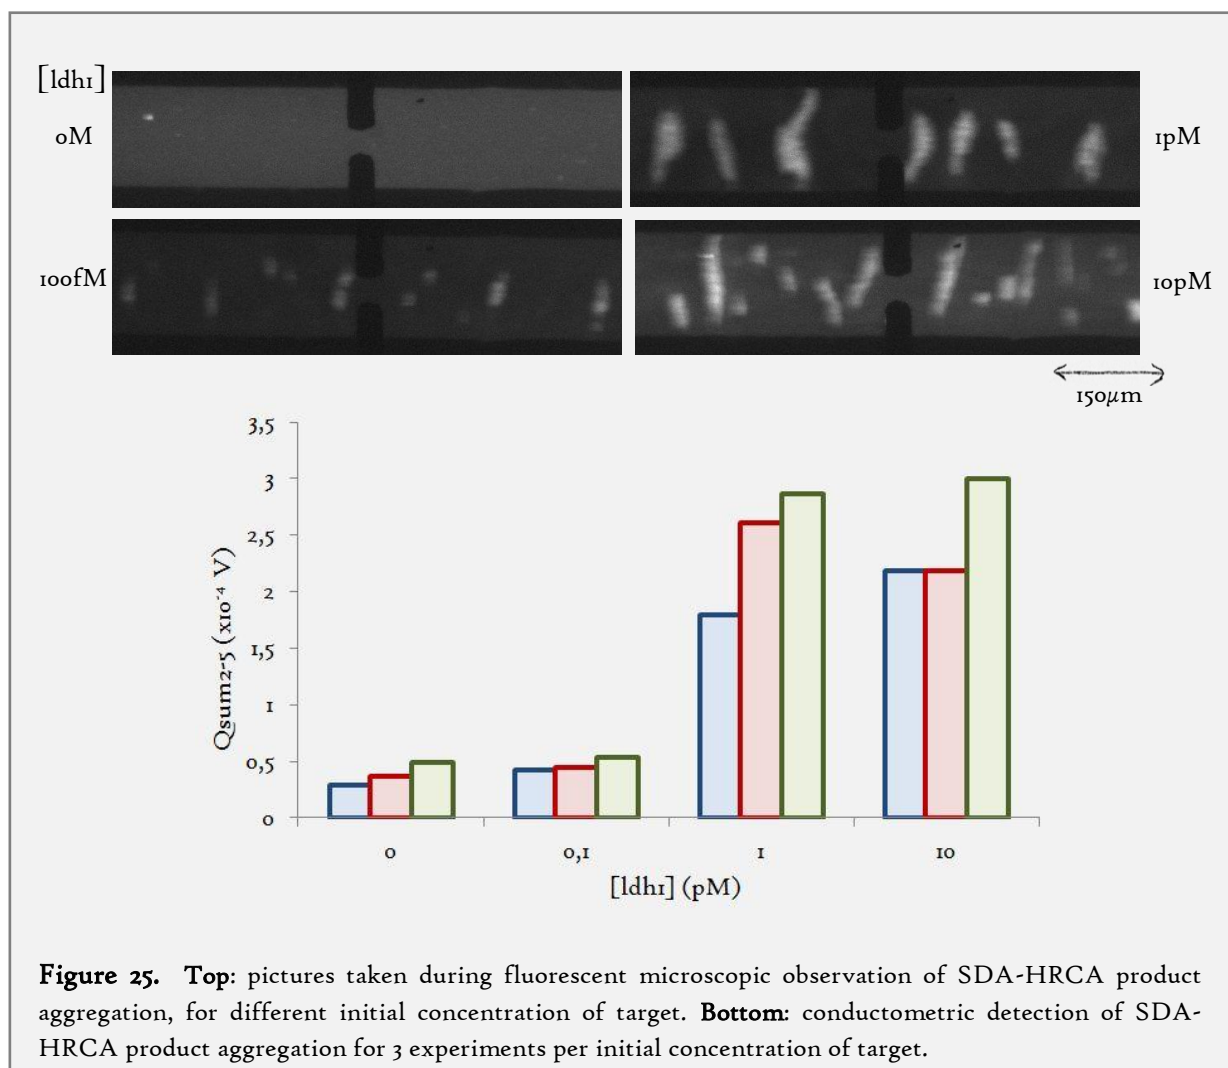 [ldh1]
0M
1pM
100fM
10pM
150µm
3,5
3
2,5
2
1,5
1
0,5
0
Qsum2-5 (x10⁻⁴ V)
0
0,1
1
10
[ldh1] (pM)
Figure 25. Top: pictures taken during fluorescent microscopic observation of SDA-HRCA product
aggregation, for different initial concentration of target. Bottom: conductometric detection of SDA-
HRCA product aggregation for 3 experiments per initial concentration of target.